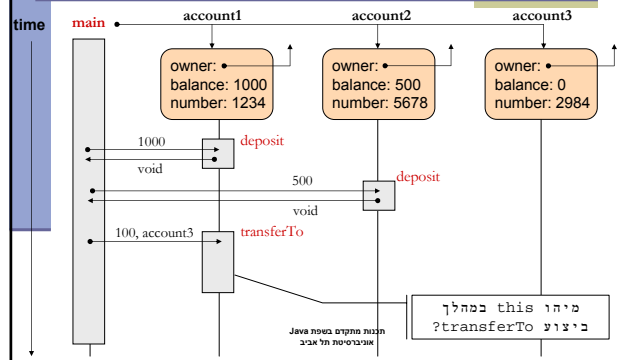 time
main
account1
account2
account3
owner:
balance: 1000
number: 1234
owner:
balance: 500
number: 5678
owner:
balance: 0
number: 2984
1000
deposit
void
500
deposit
void
100, account3
transferTo
מיהו this במהלך
ביצוע transferTo?
תכנות מתקדם בשפת Java
אוניברסיטת תל אביב